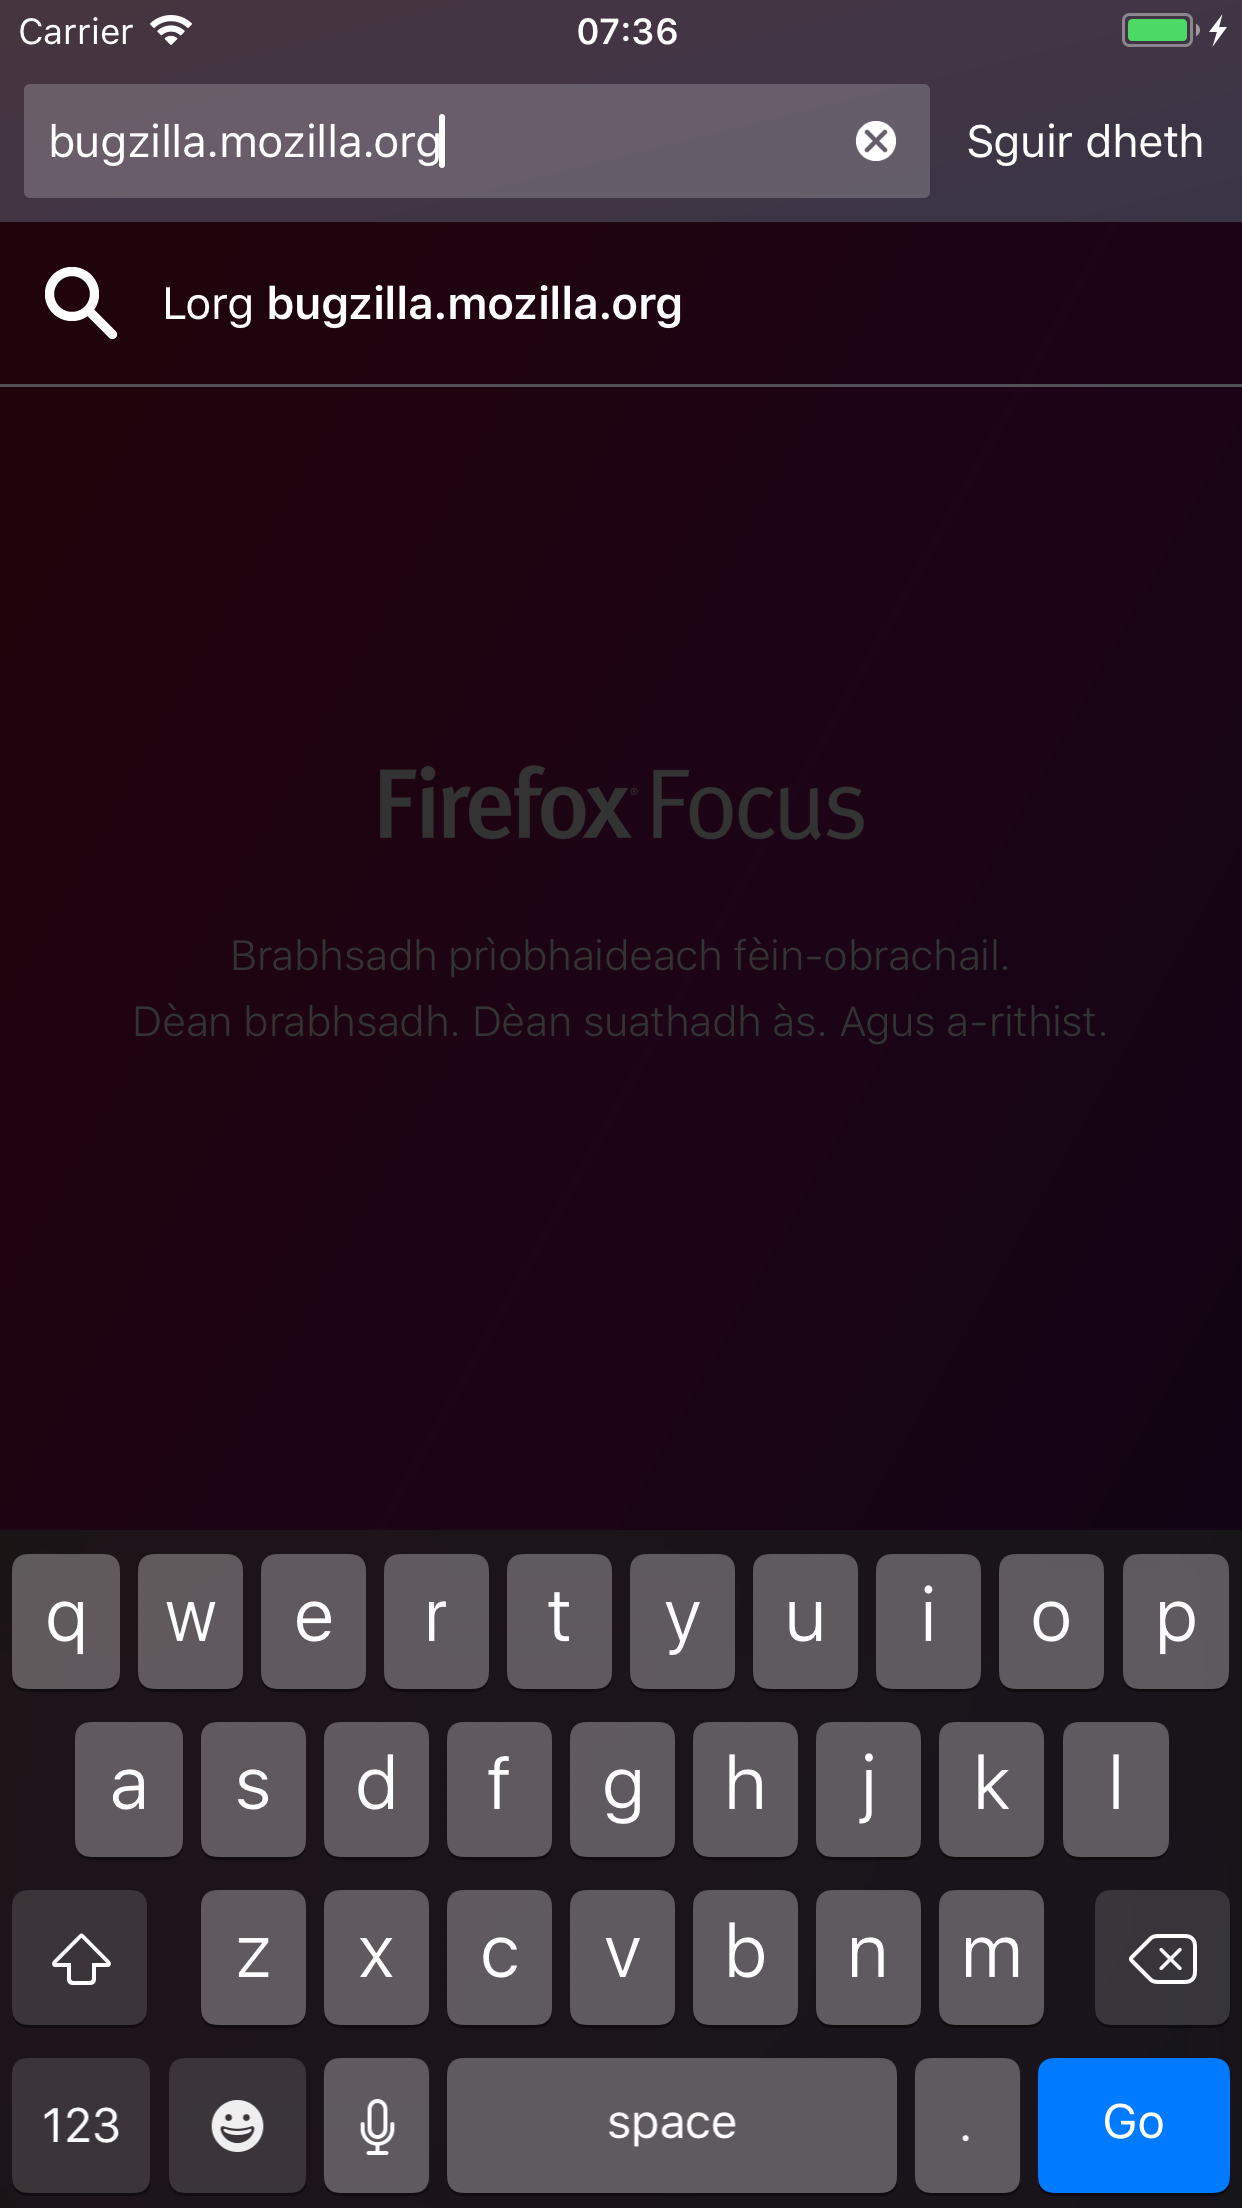 Carrier 07:36
bugzilla.mozilla.org Sguir dheth
Lorg bugzilla.mozilla.org
Firefox® Focus
Brabhsadh prìobhaideach fèin-obrachail.
Dèan brabhsadh. Dèan suathadh às. Agus a-rithist.
q w e r t y u i o p
a s d f g h j k l
z x c v b n m
123 space . Go